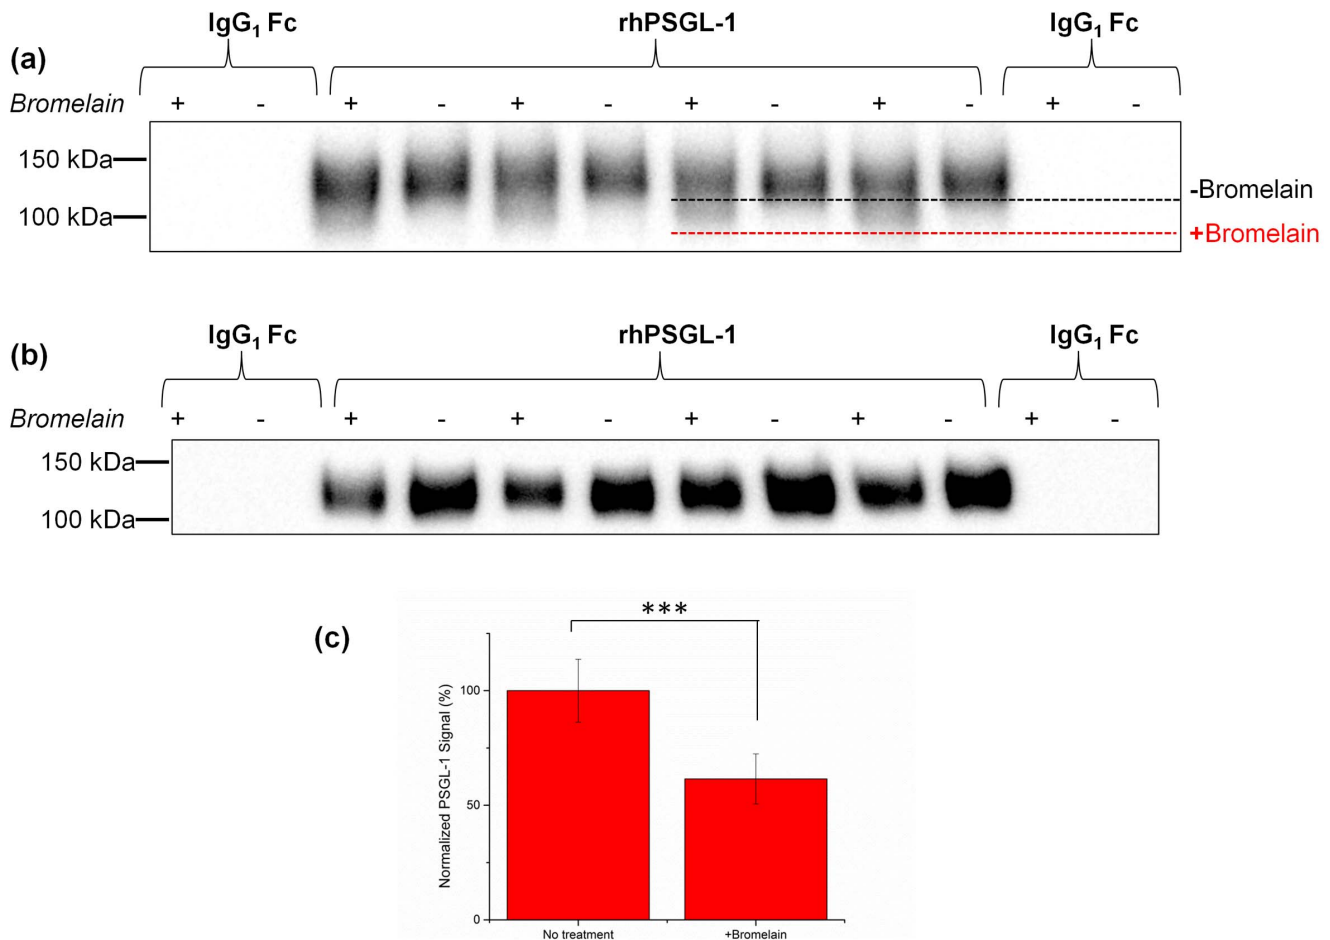 IgG₁ Fc rhPSGL-1 IgG₁ Fc
(a)
Bromelain + - + - + - + - + - + -
150 kDa
-Bromelain
100 kDa
+Bromelain
IgG₁ Fc rhPSGL-1 IgG₁ Fc
(b)
Bromelain + - + - + - + - + - + -
150 kDa
100 kDa
***
(c)
Normalized PSGL-1 Signal (%)
100
50
0
No treatment +Bromelain